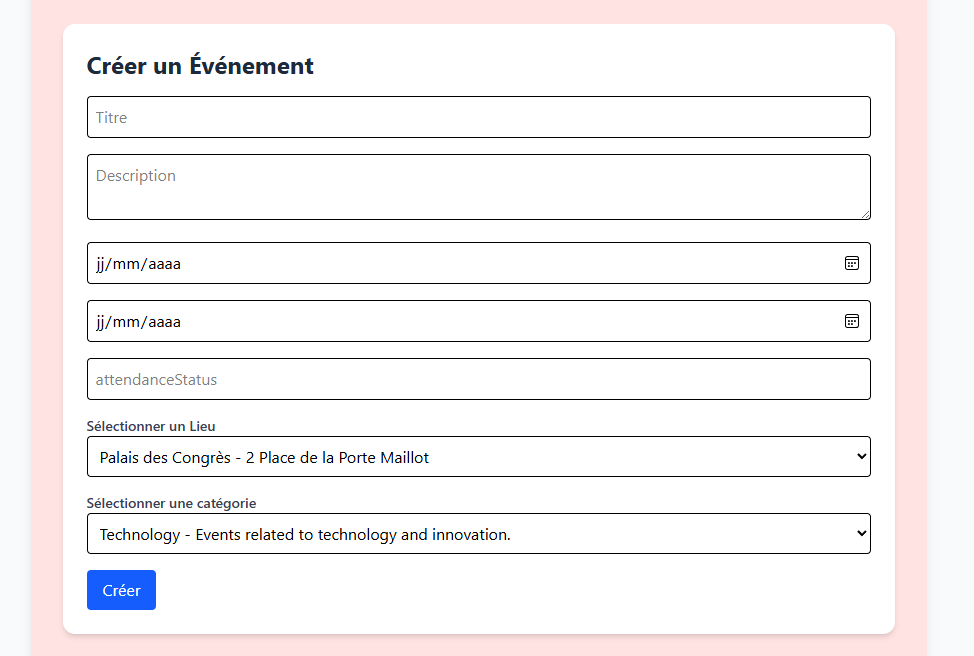 Créer un Événement
Titre
Description
jj/mm/aaaa
jj/mm/aaaa
attendanceStatus
Sélectionner un Lieu
Palais des Congrès - 2 Place de la Porte Maillot
Sélectionner une catégorie
Technology - Events related to technology and innovation.
Créer